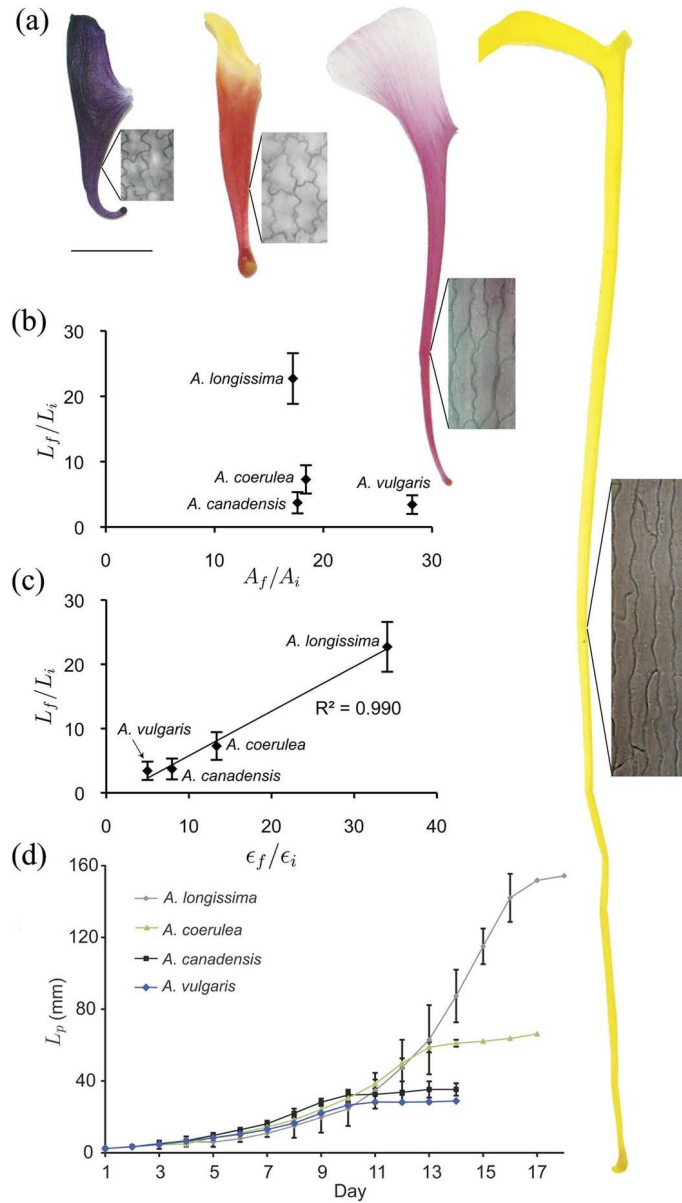 (a)
(b)
30
20
10
0
L_f/L_i
A. longissima
A. coerulea
A. vulgaris
A. canadensis
0 10 20 30
A_f/A_i
(c)
30
20
10
0
L_f/L_i
A. longissima
R² = 0.990
A. vulgaris
A. coerulea
A. canadensis
0 10 20 30 40
ϵ_f/ϵ_i
(d)
160
120
80
40
0
L_p (mm)
A. longissima
A. coerulea
A. canadensis
A. vulgaris
1 3 5 7 9 11 13 15 17
Day